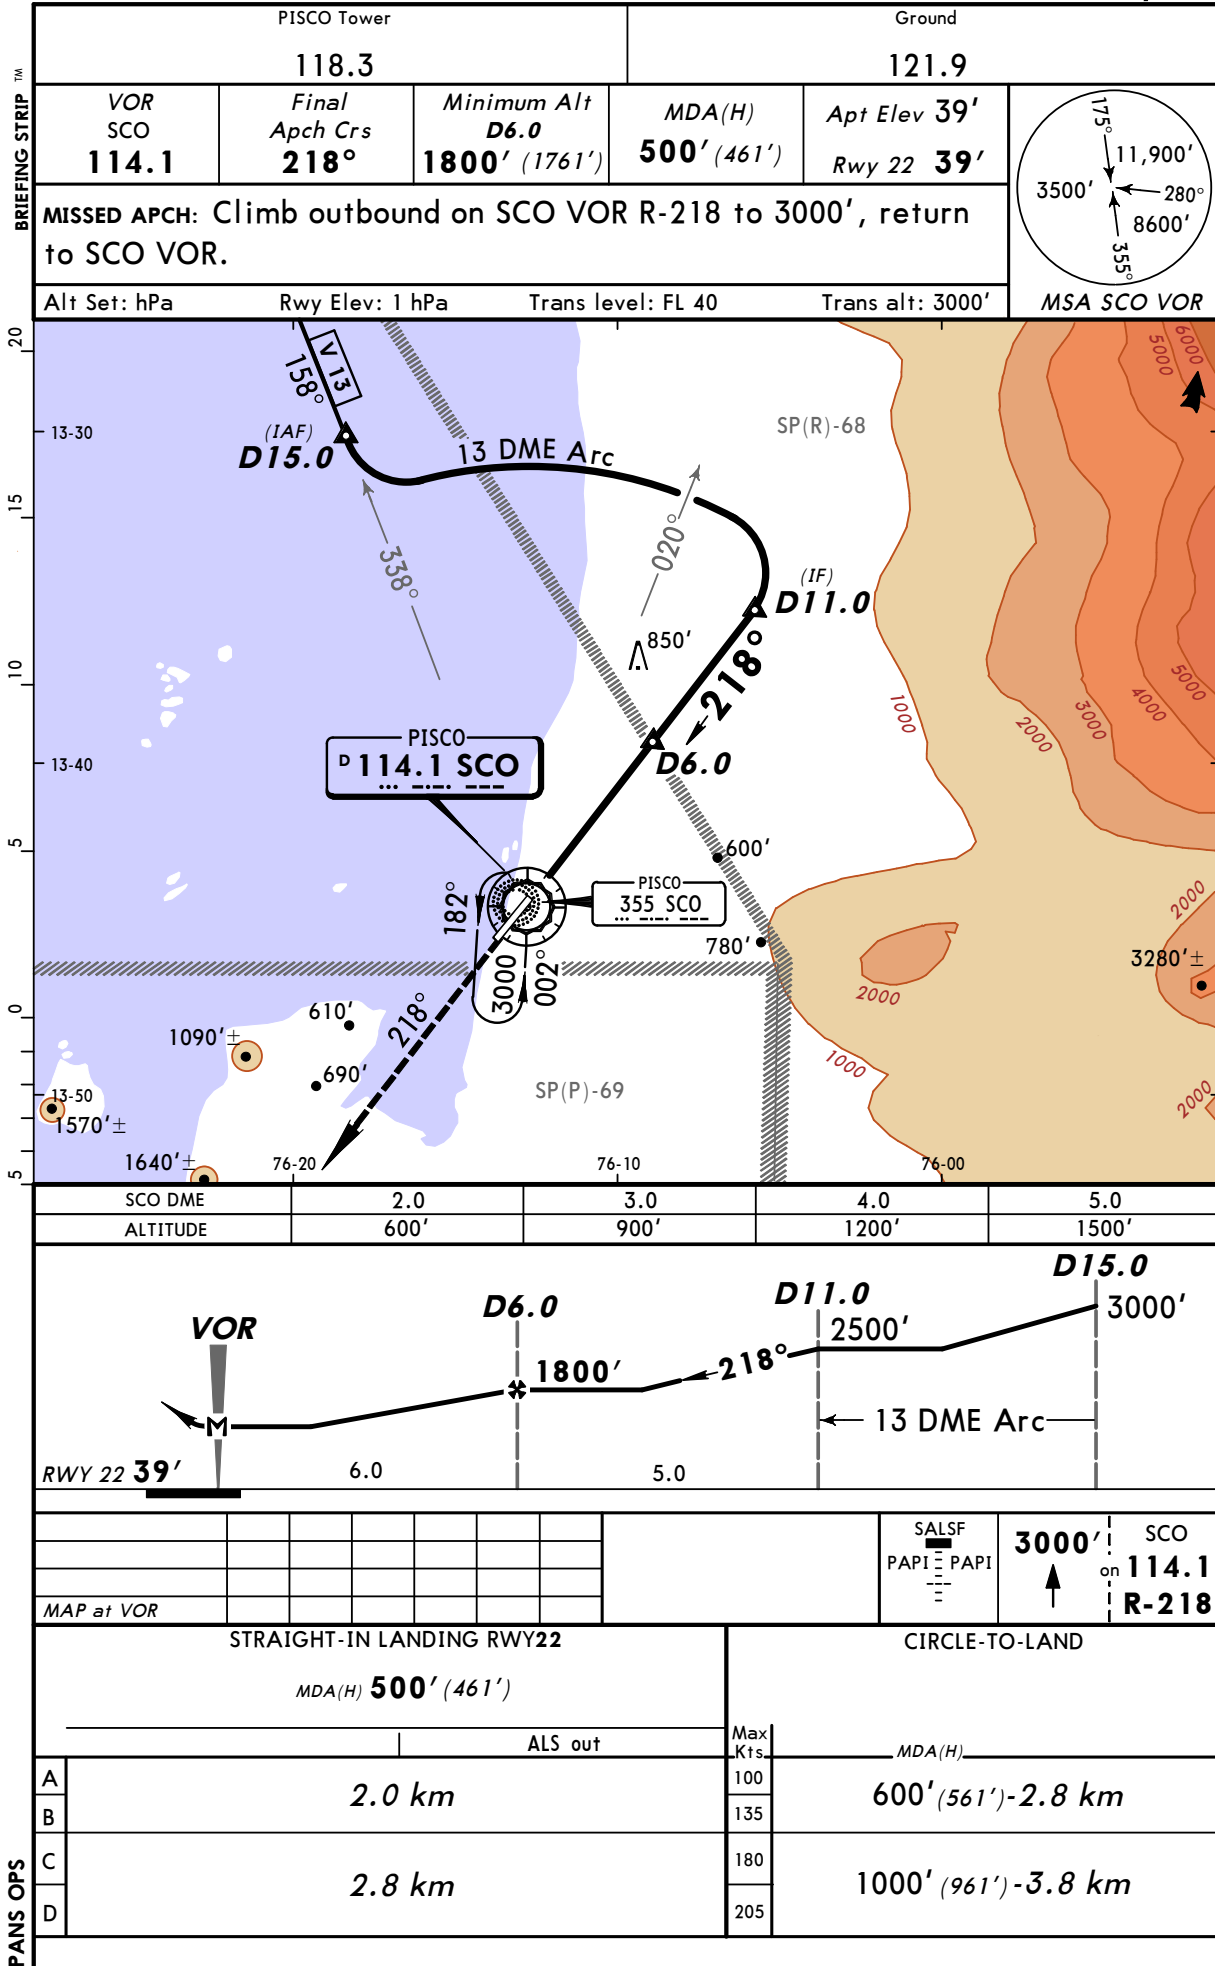 PISCO Tower
118.3
Ground
121.9
BRIEFING STRIP TM
VOR
SCO
114.1
Final
Apch Crs
218°
Minimum Alt
D6.0
1800' (1761')
MDA(H)
500' (461')
Apt Elev 39'
Rwy 22 39'
175°
11,900'
3500'
280°
8600'
355°
MSA SCO VOR
MISSED APCH: Climb outbound on SCO VOR R-218 to 3000', return
to SCO VOR.
Alt Set: hPa Rwy Elev: 1 hPa Trans level: FL 40 Trans alt: 3000'
20
15
10
5
0
5
13-30
13-40
13-50
76-20
76-10
76-00
V 13
158°
(IAF)
D15.0
13 DME Arc
SP(R)-68
6000
5000
338°
020°
(IF)
D11.0
850'
218°
1000
2000
3000
4000
5000
PISCO
D 114.1 SCO
D6.0
600'
PISCO
355 SCO
182°
3000
002°
780'
2000
3280'±
2000
218°
610'
1090'±
690'
1000
SP(P)-69
2000
1570'±
1640'±
SCO DME 2.0 3.0 4.0 5.0
ALTITUDE 600' 900' 1200' 1500'
D15.0
D11.0
D6.0
VOR
3000'
2500'
218°
1800'
M
13 DME Arc
RWY 22 39'
6.0
5.0
MAP at VOR
SALSF
PAPI PAPI
3000'
on
SCO
114.1
R-218
STRAIGHT-IN LANDING RWY22
MDA(H) 500' (461')
ALS out
CIRCLE-TO-LAND
Max
Kts
MDA(H)
A
B
2.0 km
100
135
600' (561')-2.8 km
C
D
2.8 km
180
205
1000' (961')-3.8 km
PANS OPS